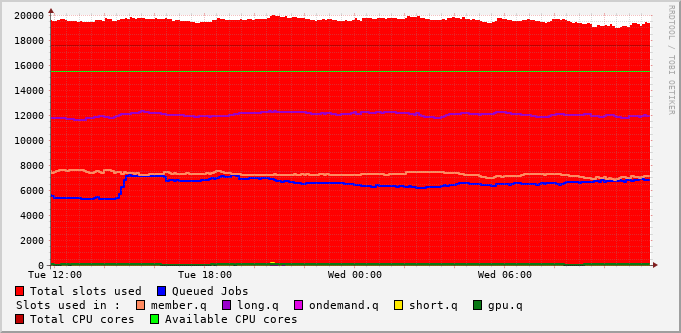 20000
18000
16000
14000
12000
10000
8000
6000
4000
2000
0
Tue 12:00 Tue 18:00 Wed 00:00 Wed 06:00
Total slots used Queued Jobs
Slots used in : member.q long.q ondemand.q short.q gpu.q
Total CPU cores Available CPU cores
RRDTOOL / TOBI OETIKER